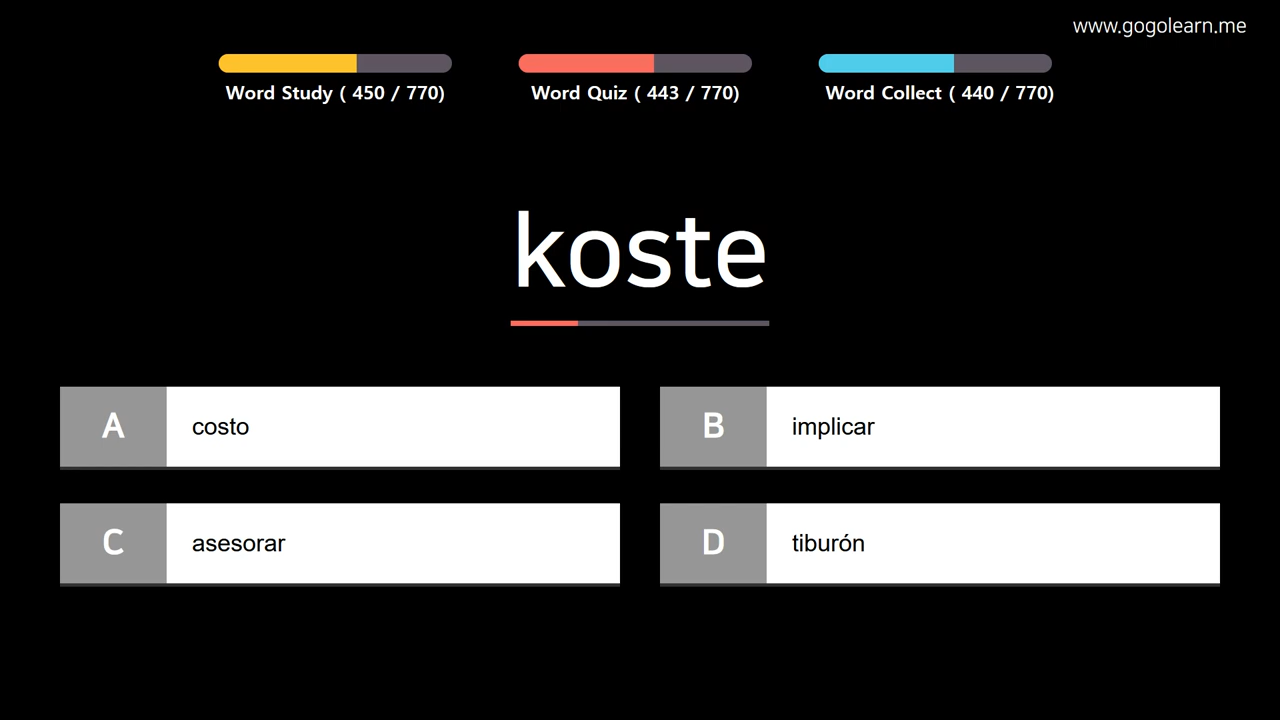 www.gogolearn.me
Word Study ( 450 / 770)
Word Quiz ( 443 / 770)
Word Collect ( 440 / 770)
koste
A costo
B implicar
C asesorar
D tiburón